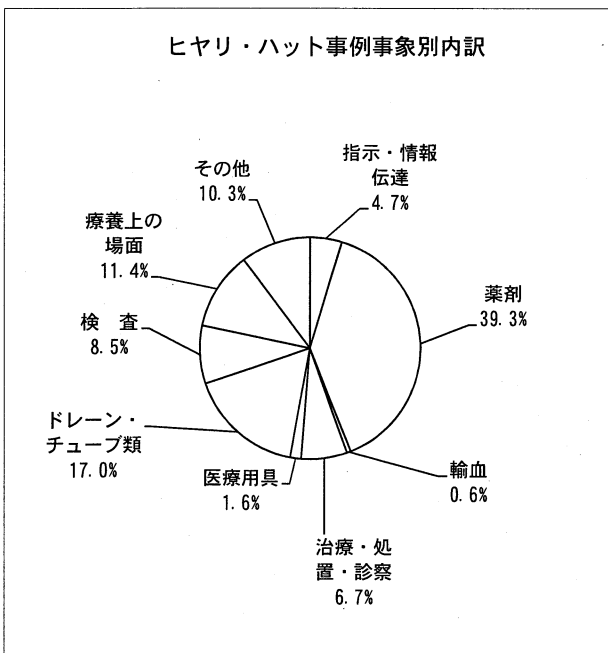 ヒヤリ・ハット事例事象別内訳
指示・情報
伝達
4.7%
薬剤
39.3%
輸血
0.6%
治療・処
置・診察
6.7%
医療用具
1.6%
ドレーン・
チューブ類
17.0%
検　査
8.5%
療養上の
場面
11.4%
その他
10.3%